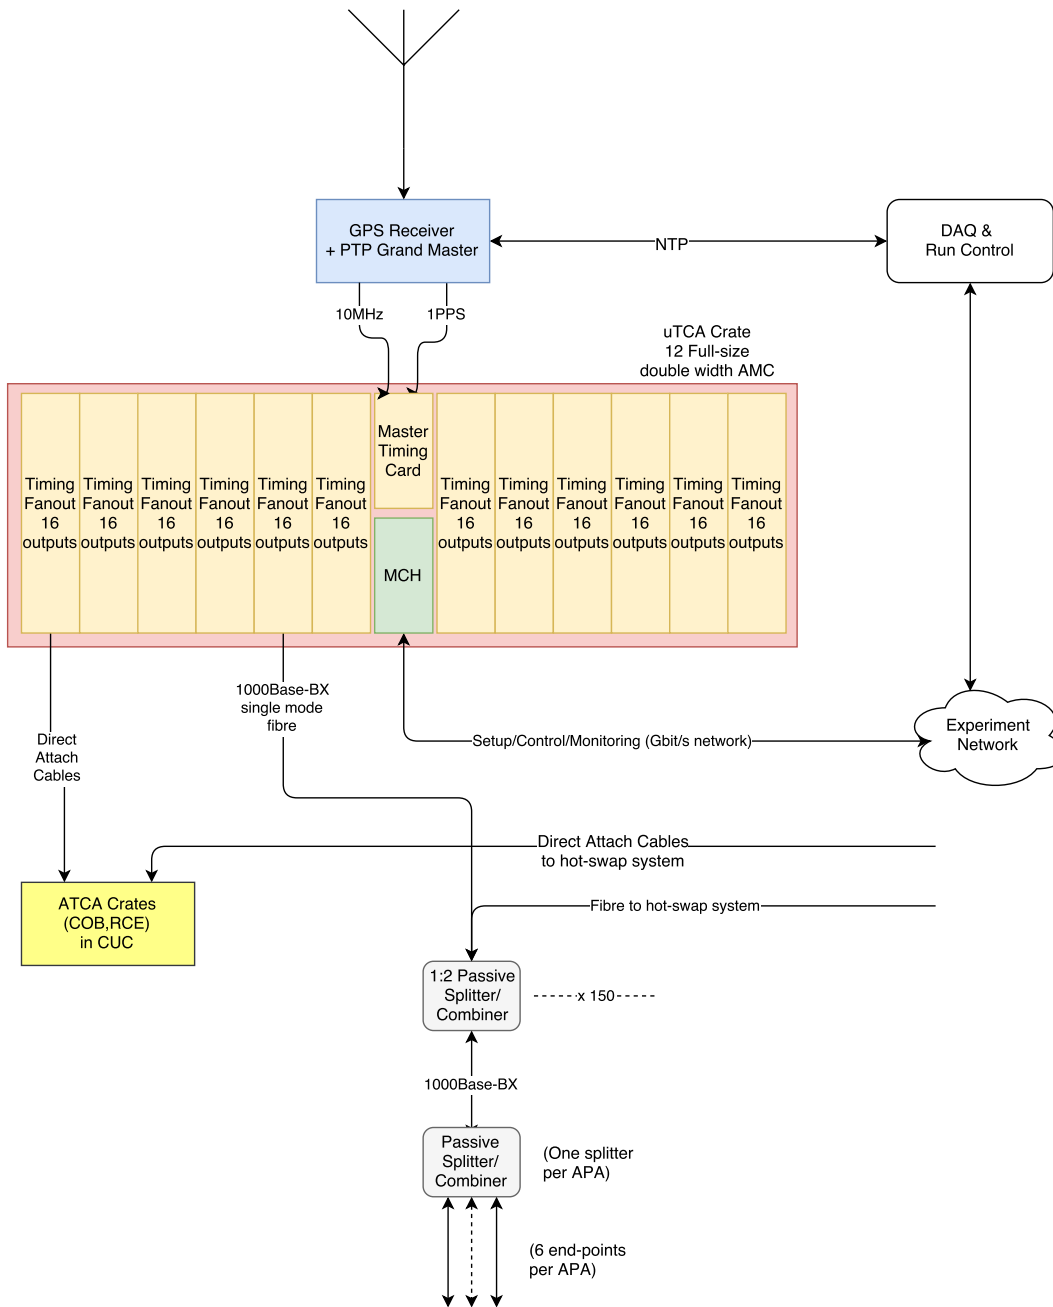 GPS Receiver
+ PTP Grand Master
NTP
DAQ &
Run Control
10MHz
1PPS
uTCA Crate
12 Full-size
double width AMC
Timing
Fanout
16
outputs
Timing
Fanout
16
outputs
Timing
Fanout
16
outputs
Timing
Fanout
16
outputs
Timing
Fanout
16
outputs
Timing
Fanout
16
outputs
Master
Timing
Card
MCH
Timing
Fanout
16
outputs
Timing
Fanout
16
outputs
Timing
Fanout
16
outputs
Timing
Fanout
16
outputs
Timing
Fanout
16
outputs
Timing
Fanout
16
outputs
1000Base-BX
single mode
fibre
Direct
Attach
Cables
Setup/Control/Monitoring (Gbit/s network)
Experiment
Network
Direct Attach Cables
to hot-swap system
ATCA Crates
(COB,RCE)
in CUC
Fibre to hot-swap system
1:2 Passive
Splitter/
Combiner
x 150
1000Base-BX
Passive
Splitter/
Combiner
(One splitter
per APA)
(6 end-points
per APA)